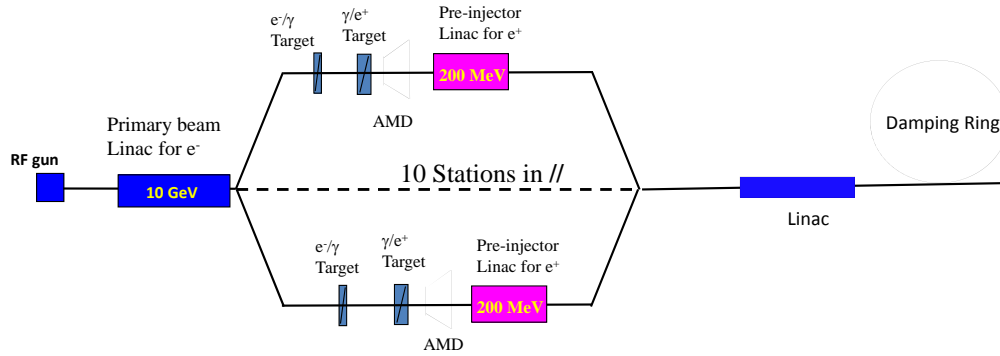 e-/γ
Target
γ/e+
Target
Pre-injector
Linac for e+
200 MeV
AMD
Primary beam
Linac for e-
RF gun
10 GeV
10 Stations in //
Damping Ring
Linac
e-/γ
Target
γ/e+
Target
Pre-injector
Linac for e+
200 MeV
AMD